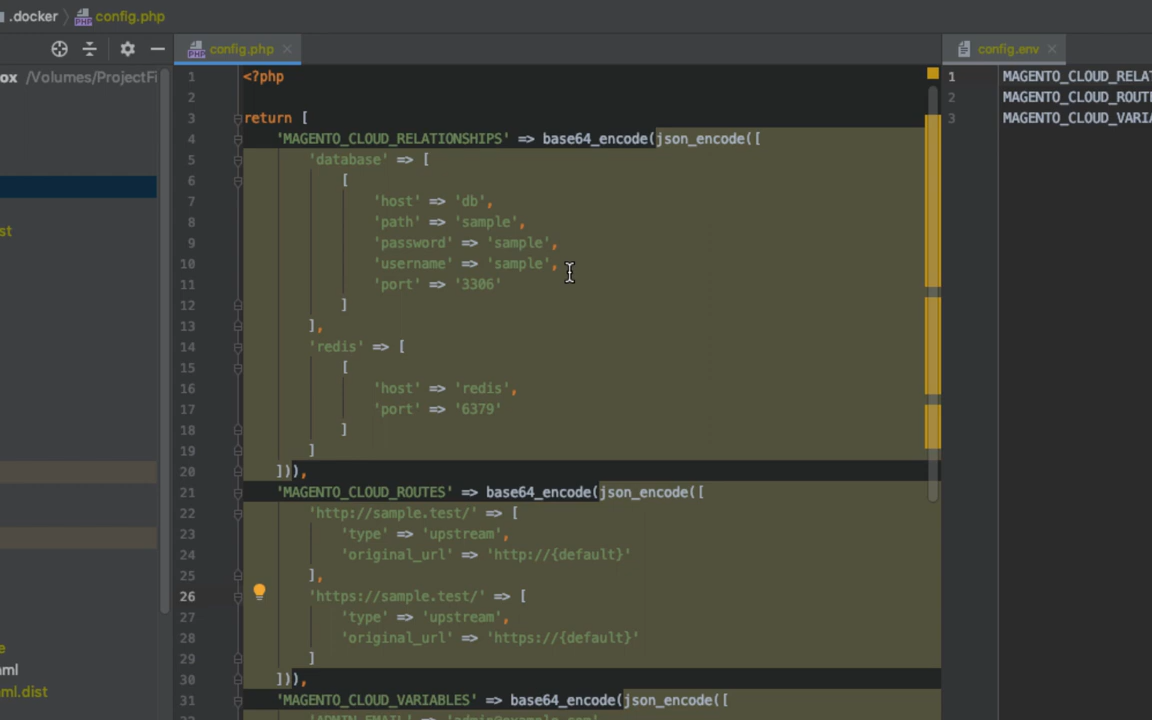 .docker config.php
config.php config.env
ox /Volumes/ProjectFi
1 <?php
2
3 return [
4 'MAGENTO_CLOUD_RELATIONSHIPS' => base64_encode(json_encode([
5 'database' => [
6 [
7 'host' => 'db',
8 'path' => 'sample',
9 'password' => 'sample',
10 'username' => 'sample',
11 'port' => '3306'
12 ]
13 ],
14 'redis' => [
15 [
16 'host' => 'redis',
17 'port' => '6379'
18 ]
19 ]
20 ])),
21 'MAGENTO_CLOUD_ROUTES' => base64_encode(json_encode([
22 'http://sample.test/' => [
23 'type' => 'upstream',
24 'original_url' => 'http://{default}'
25 ],
26 'https://sample.test/' => [
27 'type' => 'upstream',
28 'original_url' => 'https://{default}'
29 ]
30 ])),
31 'MAGENTO_CLOUD_VARIABLES' => base64_encode(json_encode([
1 MAGENTO_CLOUD_RELAT
2 MAGENTO_CLOUD_ROUT
3 MAGENTO_CLOUD_VARIA
st
e
ml
ml.dist